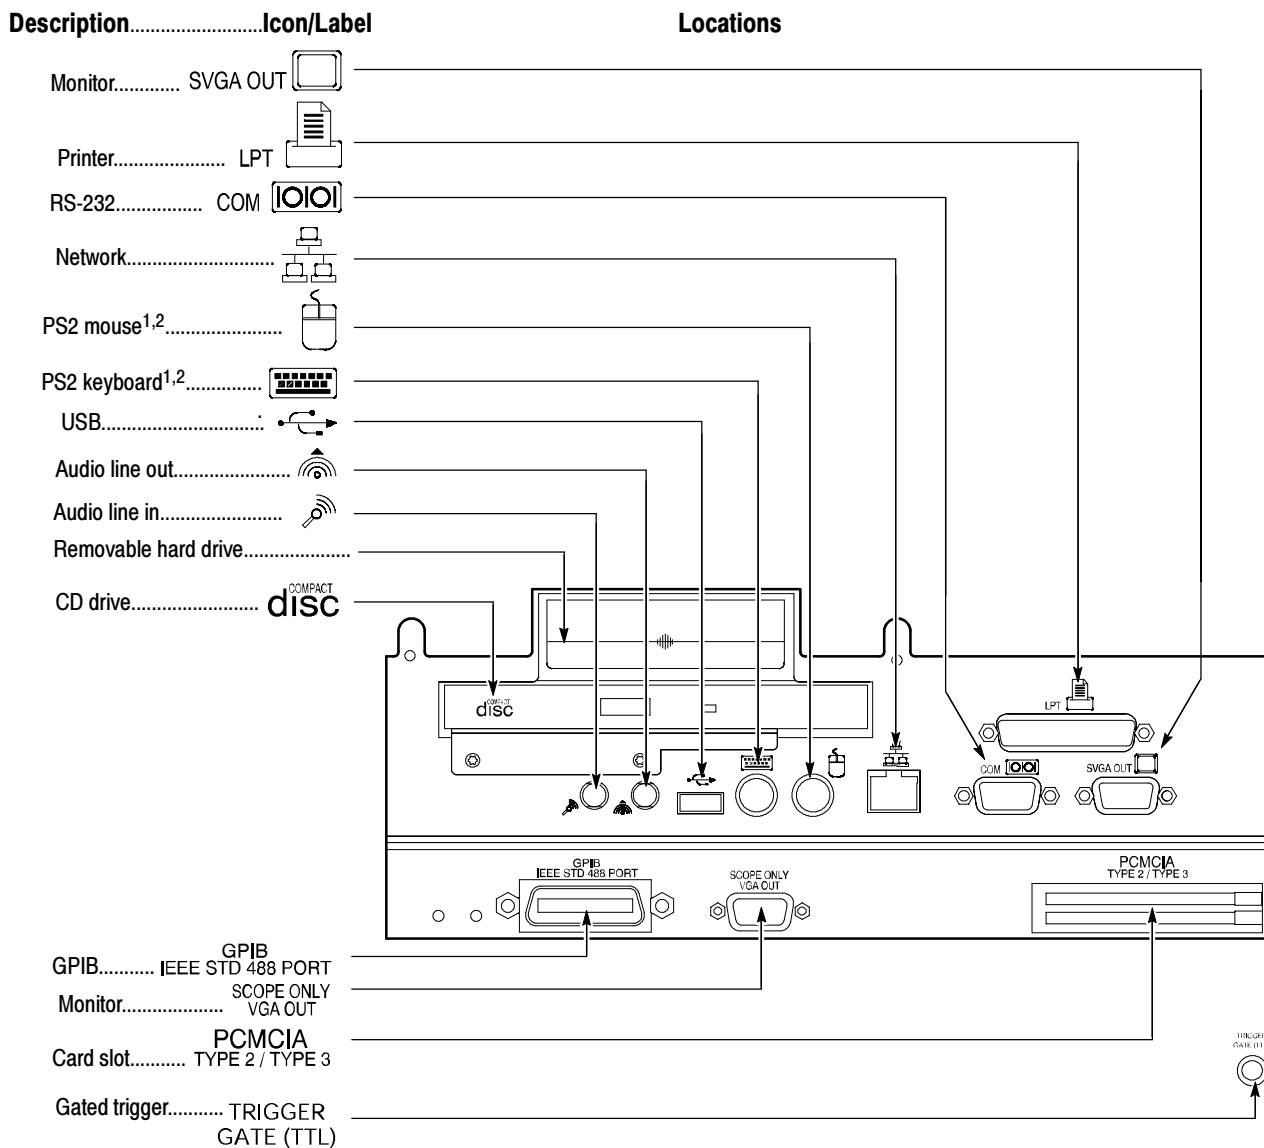 Description..........................Icon/Label
Locations
Monitor............. SVGA OUT
Printer...................... LPT
RS-232................. COM
Network............................
PS2 mouse1,2.......................
PS2 keyboard1,2...............
USB...............................:
Audio line out.......................
Audio line in........................
Removable hard drive.....................
CD drive......................... COMPACT disc
COMPACT
disc
LPT
COM
SVGA OUT
GPIB
IEEE STD 488 PORT
SCOPE ONLY
VGA OUT
PCMCIA
TYPE 2 / TYPE 3
GPIB........... GPIB
IEEE STD 488 PORT
Monitor.................... SCOPE ONLY
VGA OUT
Card slot........... PCMCIA
TYPE 2 / TYPE 3
Gated trigger........... TRIGGER
GATE (TTL)
TRIGGER
GATE (TT